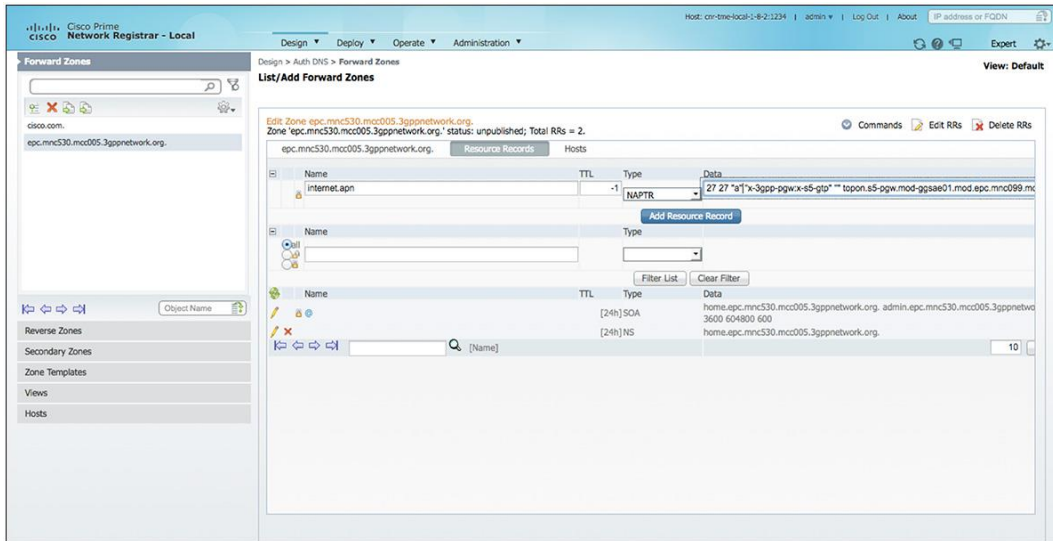 Host: cnr-tme-local-1-8-2:1234 | admin | Log Out | About IP address or FQDN
Cisco Prime
CISCO Network Registrar - Local
Design Deploy Operate Administration Expert
Forward Zones
Design > Auth DNS > Forward Zones
View: Default
List/Add Forward Zones
cisco.com.
epc.mnc530.mcc005.3gppnetwork.org.
Edit Zone epc.mnc530.mcc005.3gppnetwork.org.
Zone 'epc.mnc530.mcc005.3gppnetwork.org.' status: unpublished; Total RRs = 2.
Commands Edit RRs Delete RRs
epc.mnc530.mcc005.3gppnetwork.org. Resource Records Hosts
Name TTL Type Data
internet.apn -1 NAPTR 27 27 "a" "x-3gpp-pgw:x-s5-gtp" "" topon.s5-pgw.mod-ggsae01.mod.epc.mnc099.mc
Add Resource Record
Name Type
all
Filter List Clear Filter
Name TTL Type Data
[24h] SOA home.epc.mnc530.mcc005.3gppnetwork.org. admin.epc.mnc530.mcc005.3gppnetwo
3600 604800 600
[24h] NS home.epc.mnc530.mcc005.3gppnetwork.org.
[Name] 10
Object Name
Reverse Zones
Secondary Zones
Zone Templates
Views
Hosts